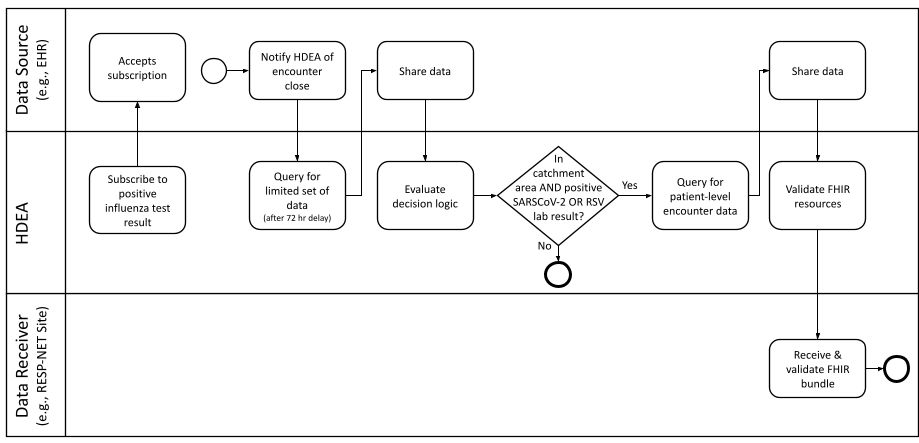 Data Source
(e.g., EHR)
Accepts
subscription
Notify HDEA of
encounter
close
Share data
Share data
HDEA
Subscribe to
positive
influenza test
result
Query for
limited set of
data
(after 72 hr delay)
Evaluate
decision logic
In
catchment
area AND positive
SARSCoV-2 OR RSV
lab result?
Yes
No
Query for
patient-level
encounter data
Validate FHIR
resources
Data Receiver
(e.g., RESP-NET Site)
Receive &
validate FHIR
bundle